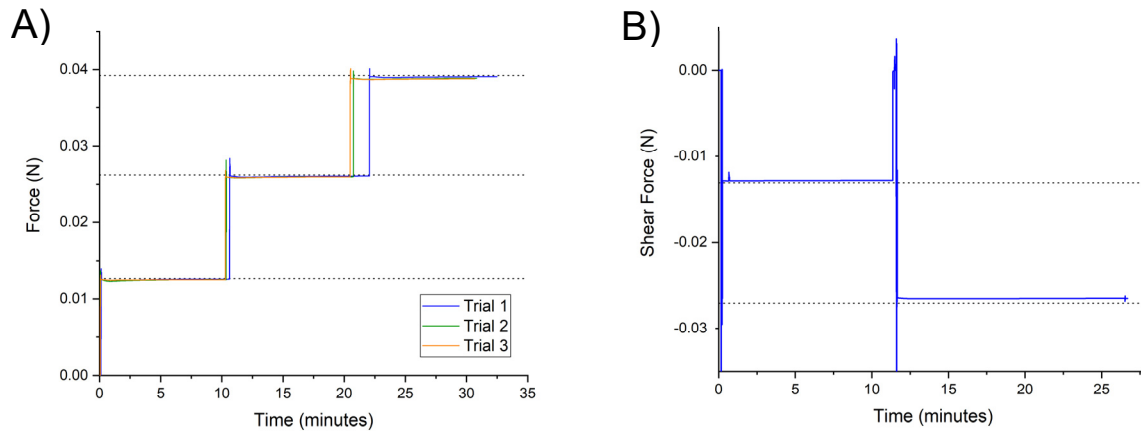 A)
Force (N)
0.04
0.03
0.02
0.01
0.00
Trial 1
Trial 2
Trial 3
0 5 10 15 20 25 30 35
Time (minutes)
B)
Shear Force (N)
0.00
-0.01
-0.02
-0.03
0 5 10 15 20 25
Time (minutes)